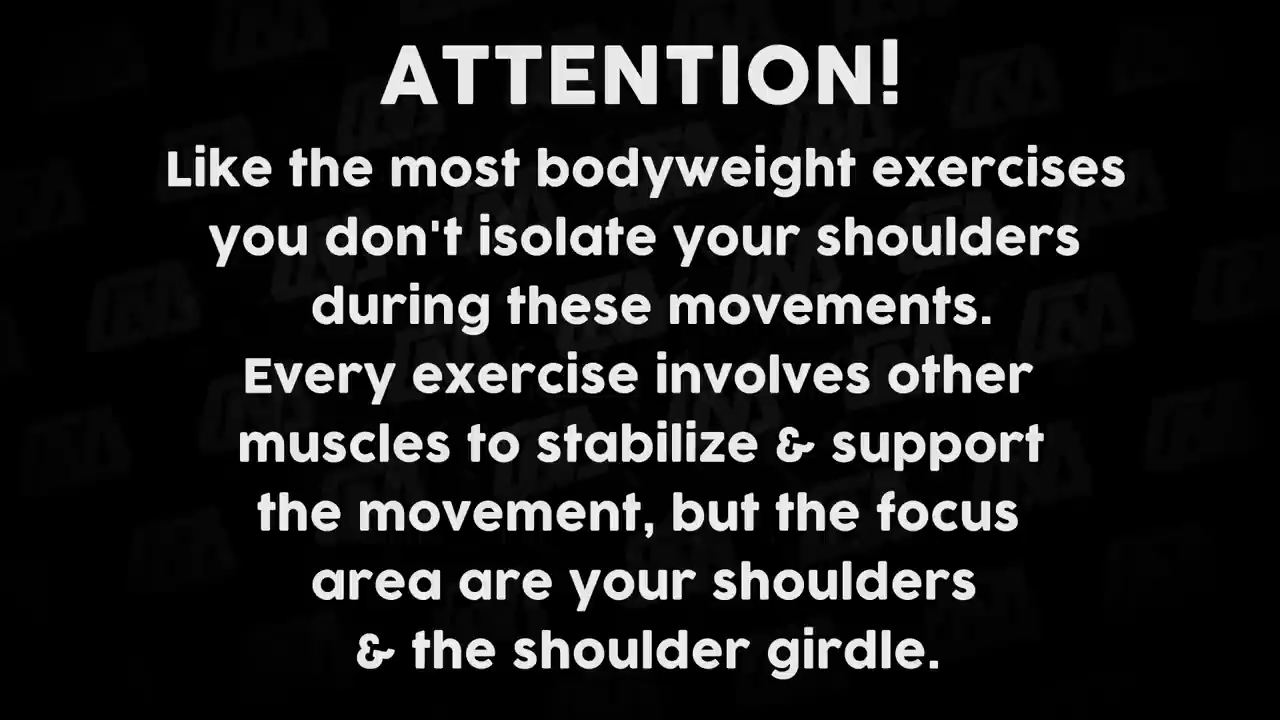 ATTENTION!
Like the most bodyweight exercises
you don't isolate your shoulders
during these movements.
Every exercise involves other
muscles to stabilize & support
the movement, but the focus
area are your shoulders
& the shoulder girdle.